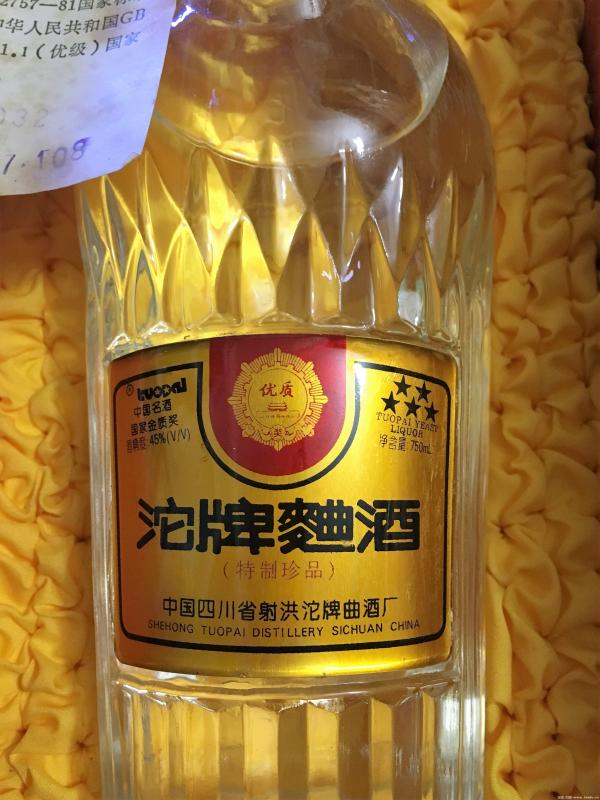 2757—81国家标
华人民共和国GB
1.1(优级)国家
032
7.108
® tuopai
中国名酒
国家金质奖
酒精度:45%(V/V)
优质
奖
★★
★★★
TUOPAI YEAST
LIQUOR
净含量:750mL
沱牌麯酒
(特制珍品)
中国四川省射洪沱牌曲酒厂
SHEHONG TUOPAI DISTILLERY SICHUAN CHINA